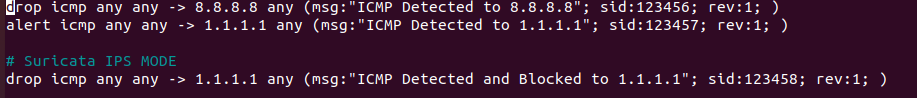 drop icmp any any -> 8.8.8.8 any (msg:"ICMP Detected to 8.8.8.8"; sid:123456; rev:1; )
alert icmp any any -> 1.1.1.1 any (msg:"ICMP Detected to 1.1.1.1"; sid:123457; rev:1; )
# Suricata IPS MODE
drop icmp any any -> 1.1.1.1 any (msg:"ICMP Detected and Blocked to 1.1.1.1"; sid:123458; rev:1; )